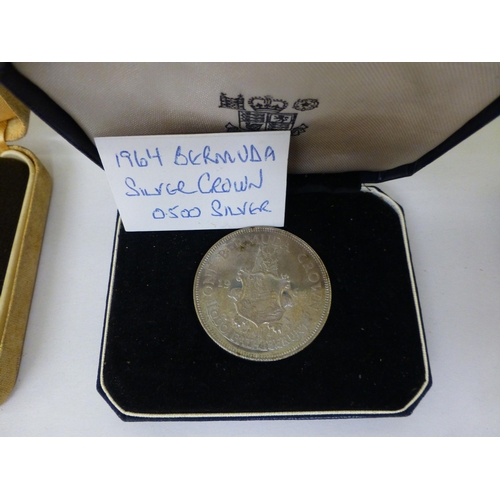 1964 BERMUDA
SILVER CROWN
0.500 SILVER